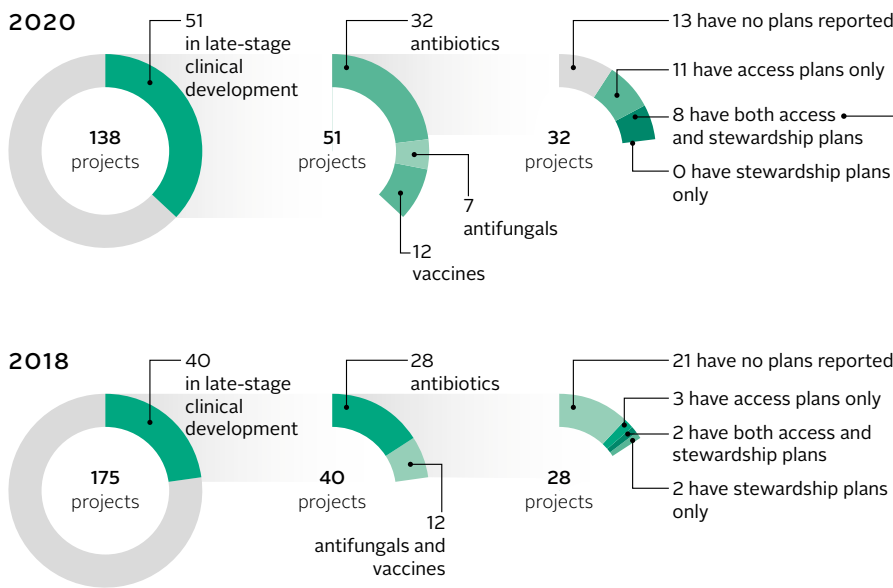 2020
51
in late-stage
clinical
development
138
projects
32
antibiotics
51
projects
7
antifungals
12
vaccines
13 have no plans reported
11 have access plans only
8 have both access
and stewardship plans
0 have stewardship plans
only
32
projects
2018
40
in late-stage
clinical
development
175
projects
28
antibiotics
40
projects
12
antifungals and
vaccines
21 have no plans reported
3 have access plans only
2 have both access and
stewardship plans
2 have stewardship plans
only
28
projects